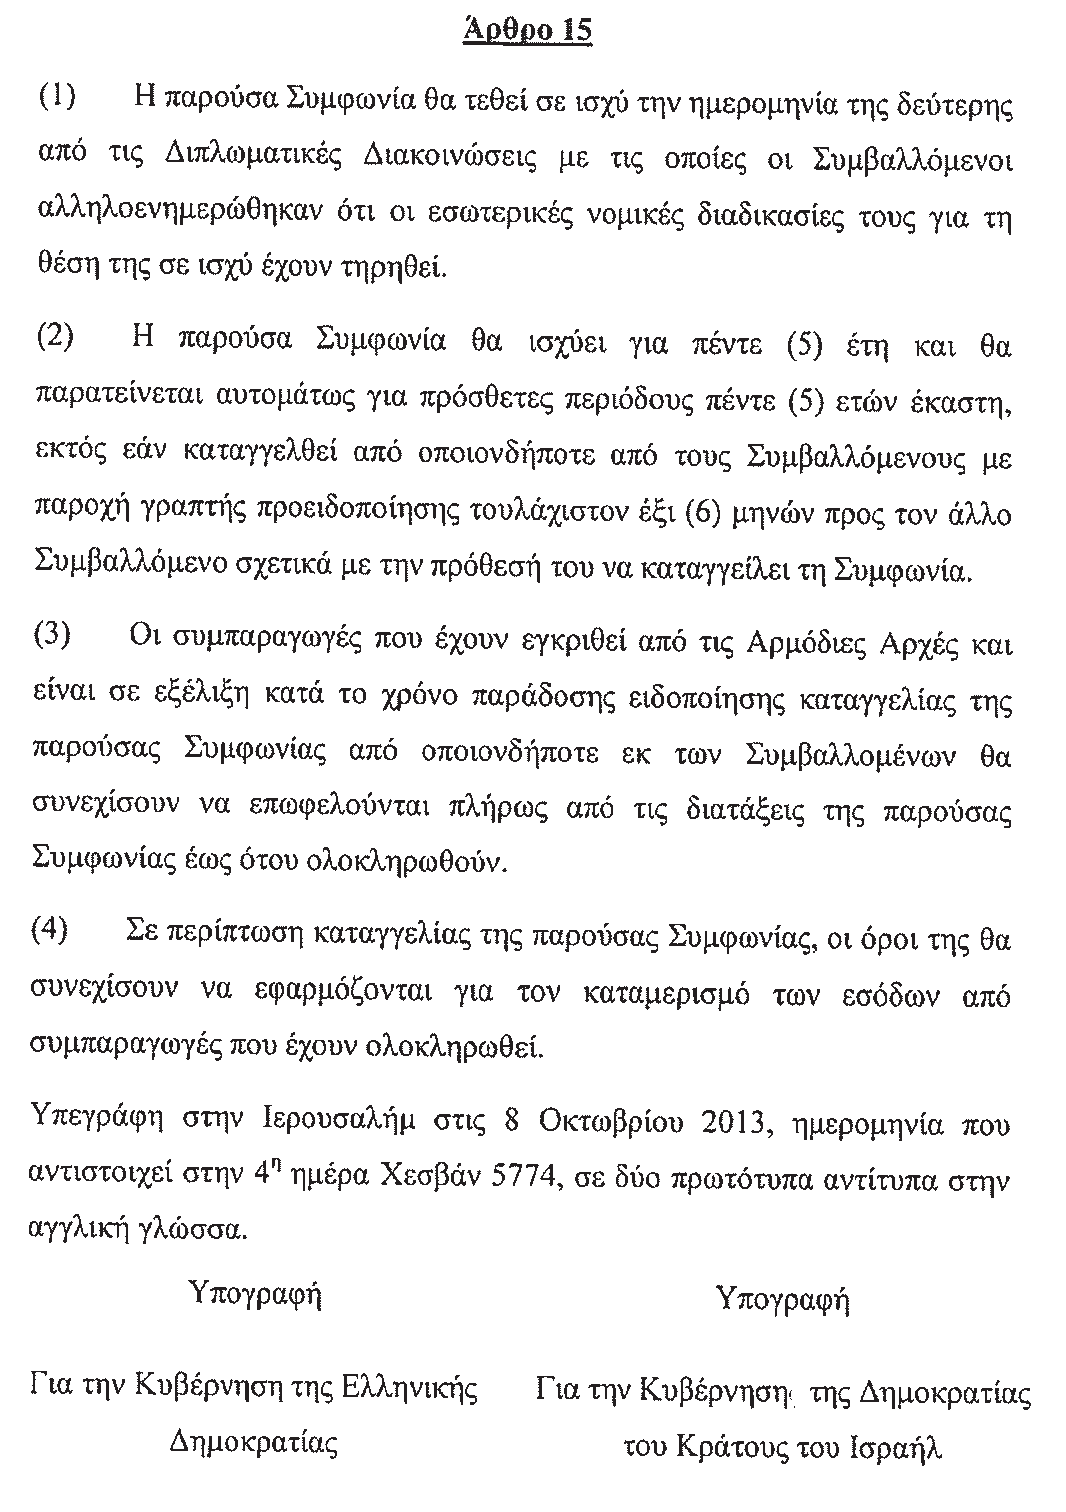 Άρθρο 15
(1) Η παρούσα Συμφωνία θα τεθεί σε ισχύ την ημερομηνία της δεύτερης
από τις Διπλωματικές Διακοινώσεις με τις οποίες οι Συμβαλλόμενοι
αλληλοενημερώθηκαν ότι οι εσωτερικές νομικές διαδικασίες τους για τη
θέση της σε ισχύ έχουν τηρηθεί.
(2) Η παρούσα Συμφωνία θα ισχύει για πέντε (5) έτη και θα
παρατείνεται αυτομάτως για πρόσθετες περιόδους πέντε (5) ετών έκαστη,
εκτός εάν καταγγελθεί από οποιονδήποτε από τους Συμβαλλόμενους με
παροχή γραπτής προειδοποίησης τουλάχιστον έξι (6) μηνών προς τον άλλο
Συμβαλλόμενο σχετικά με την πρόθεσή του να καταγγείλει τη Συμφωνία.
(3) Οι συμπαραγωγές που έχουν εγκριθεί από τις Αρμόδιες Αρχές και
είναι σε εξέλιξη κατά το χρόνο παράδοσης ειδοποίησης καταγγελίας της
παρούσας Συμφωνίας από οποιονδήποτε εκ των Συμβαλλομένων θα
συνεχίσουν να επωφελούνται πλήρως από τις διατάξεις της παρούσας
Συμφωνίας έως ότου ολοκληρωθούν.
(4) Σε περίπτωση καταγγελίας της παρούσας Συμφωνίας, οι όροι της θα
συνεχίσουν να εφαρμόζονται για τον καταμερισμό των εσόδων από
συμπαραγωγές που έχουν ολοκληρωθεί.
Υπεγράφη στην Ιερουσαλήμ στις 8 Οκτωβρίου 2013, ημερομηνία που
αντιστοιχεί στην 4η ημέρα Χεσβάν 5774, σε δύο πρωτότυπα αντίτυπα στην
αγγλική γλώσσα.
Υπογραφή Υπογραφή
Για την Κυβέρνηση της Ελληνικής Για την Κυβέρνηση της Δημοκρατίας
Δημοκρατίας του Κράτους του Ισραήλ